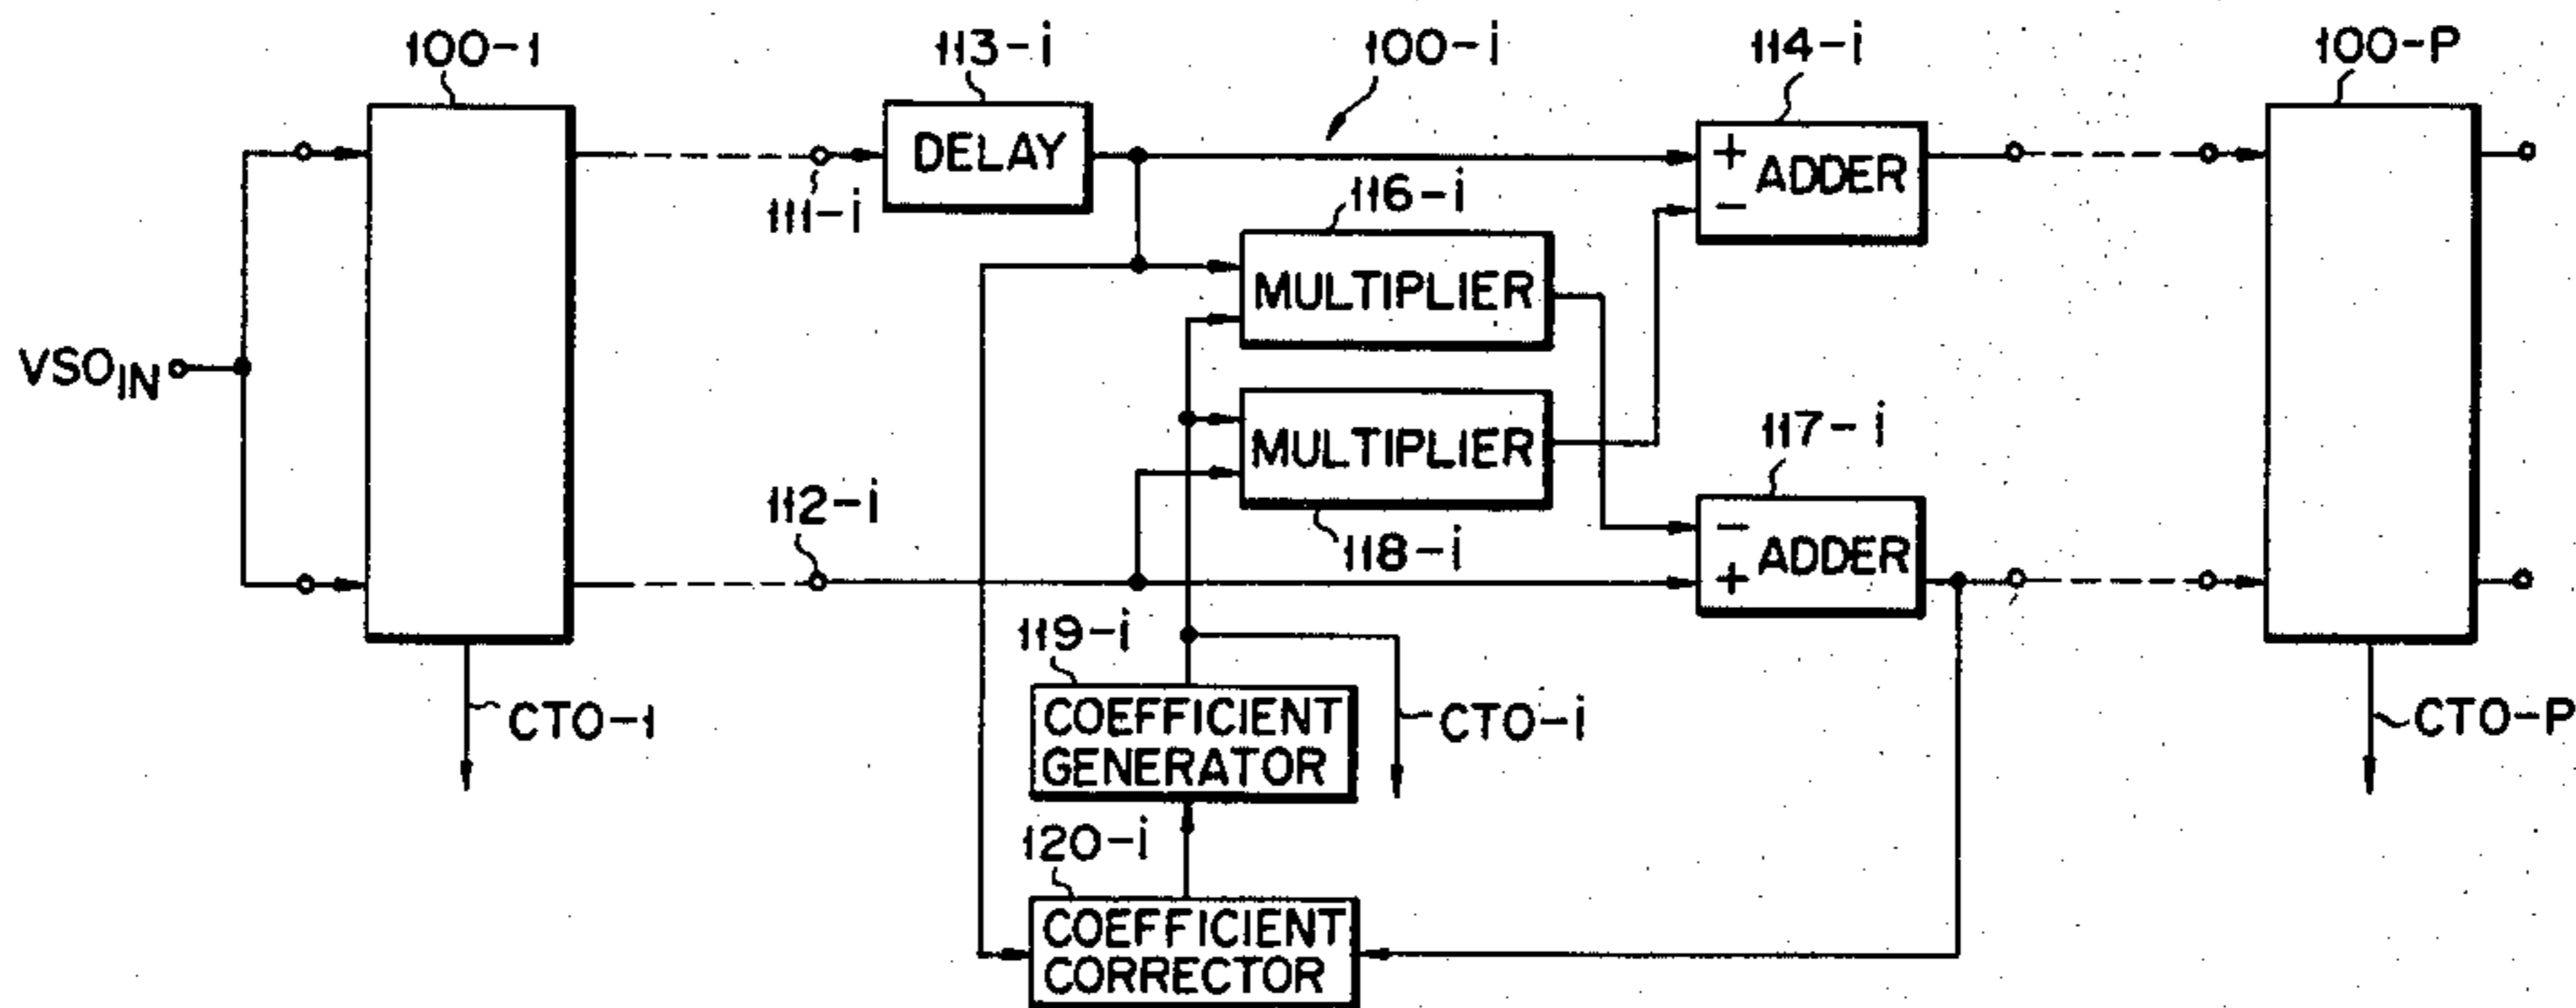 100-1
113-i
100-i
114-i
100-P
DELAY
+
ADDER
−
111-i
116-i
MULTIPLIER
VSO_IN
MULTIPLIER
117-i
112-i
118-i
−
ADDER
+
119-i
COEFFICIENT
GENERATOR
CTO-1
CTO-i
CTO-P
120-i
COEFFICIENT
CORRECTOR